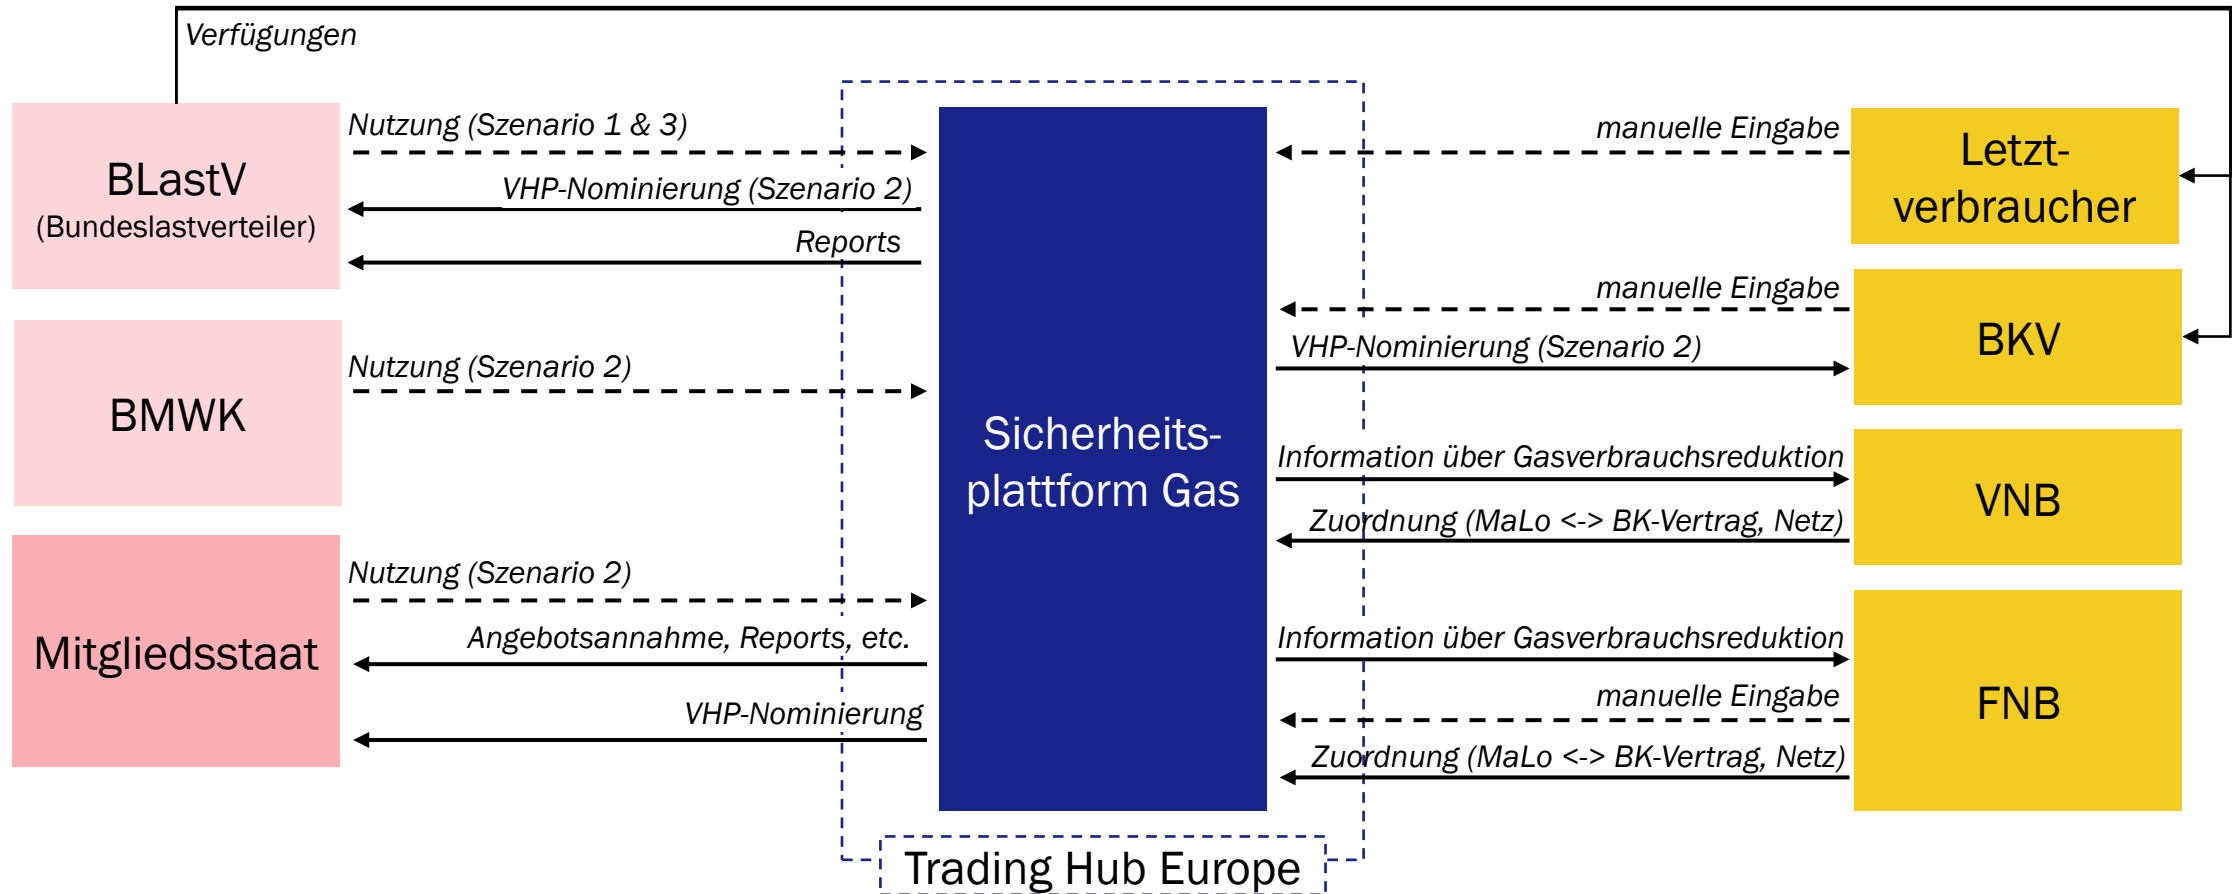 Verfügungen
BLastV
(Bundeslastverteiler)
Nutzung (Szenario 1 & 3)
VHP-Nominierung (Szenario 2)
Reports
BMWK
Nutzung (Szenario 2)
Mitgliedsstaat
Nutzung (Szenario 2)
Angebotsannahme, Reports, etc.
VHP-Nominierung
Sicherheits-
plattform Gas
Trading Hub Europe
manuelle Eingabe
Letzt-
verbraucher
manuelle Eingabe
VHP-Nominierung (Szenario 2)
BKV
Information über Gasverbrauchsreduktion
Zuordnung (MaLo <-> BK-Vertrag, Netz)
VNB
Information über Gasverbrauchsreduktion
manuelle Eingabe
Zuordnung (MaLo <-> BK-Vertrag, Netz)
FNB